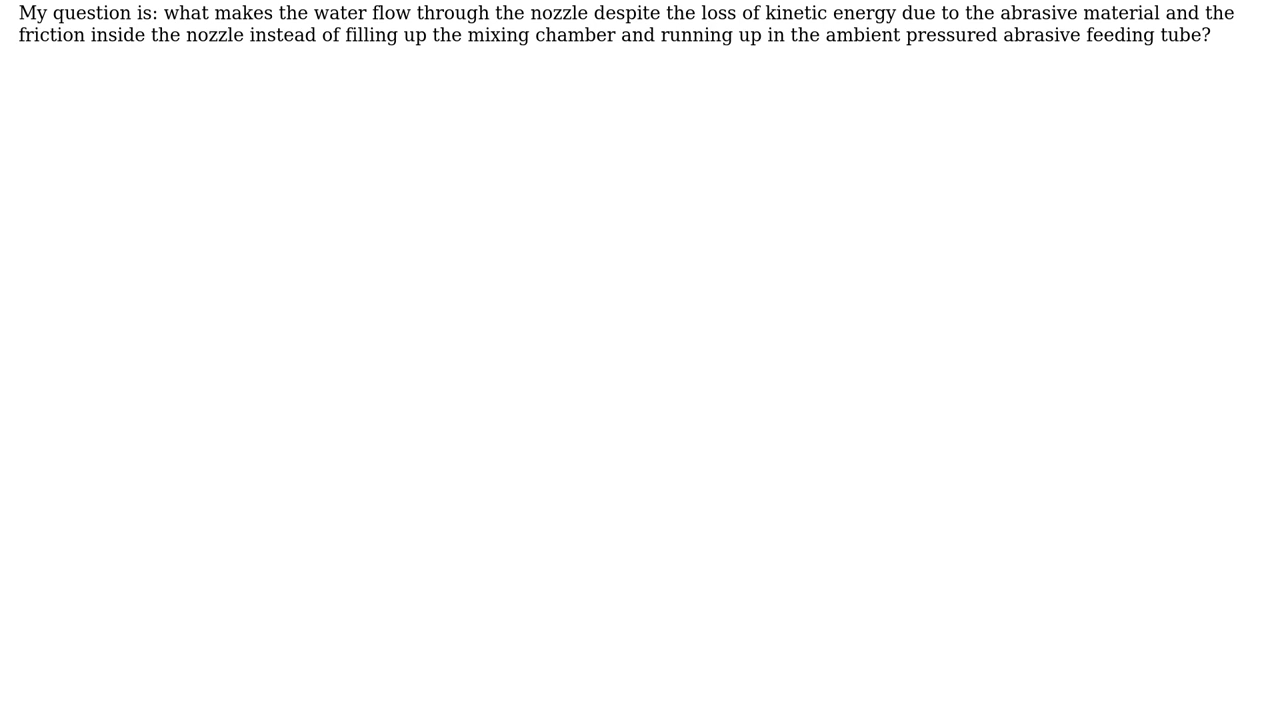 My question is: what makes the water flow through the nozzle despite the loss of kinetic energy due to the abrasive material and the
friction inside the nozzle instead of filling up the mixing chamber and running up in the ambient pressured abrasive feeding tube?